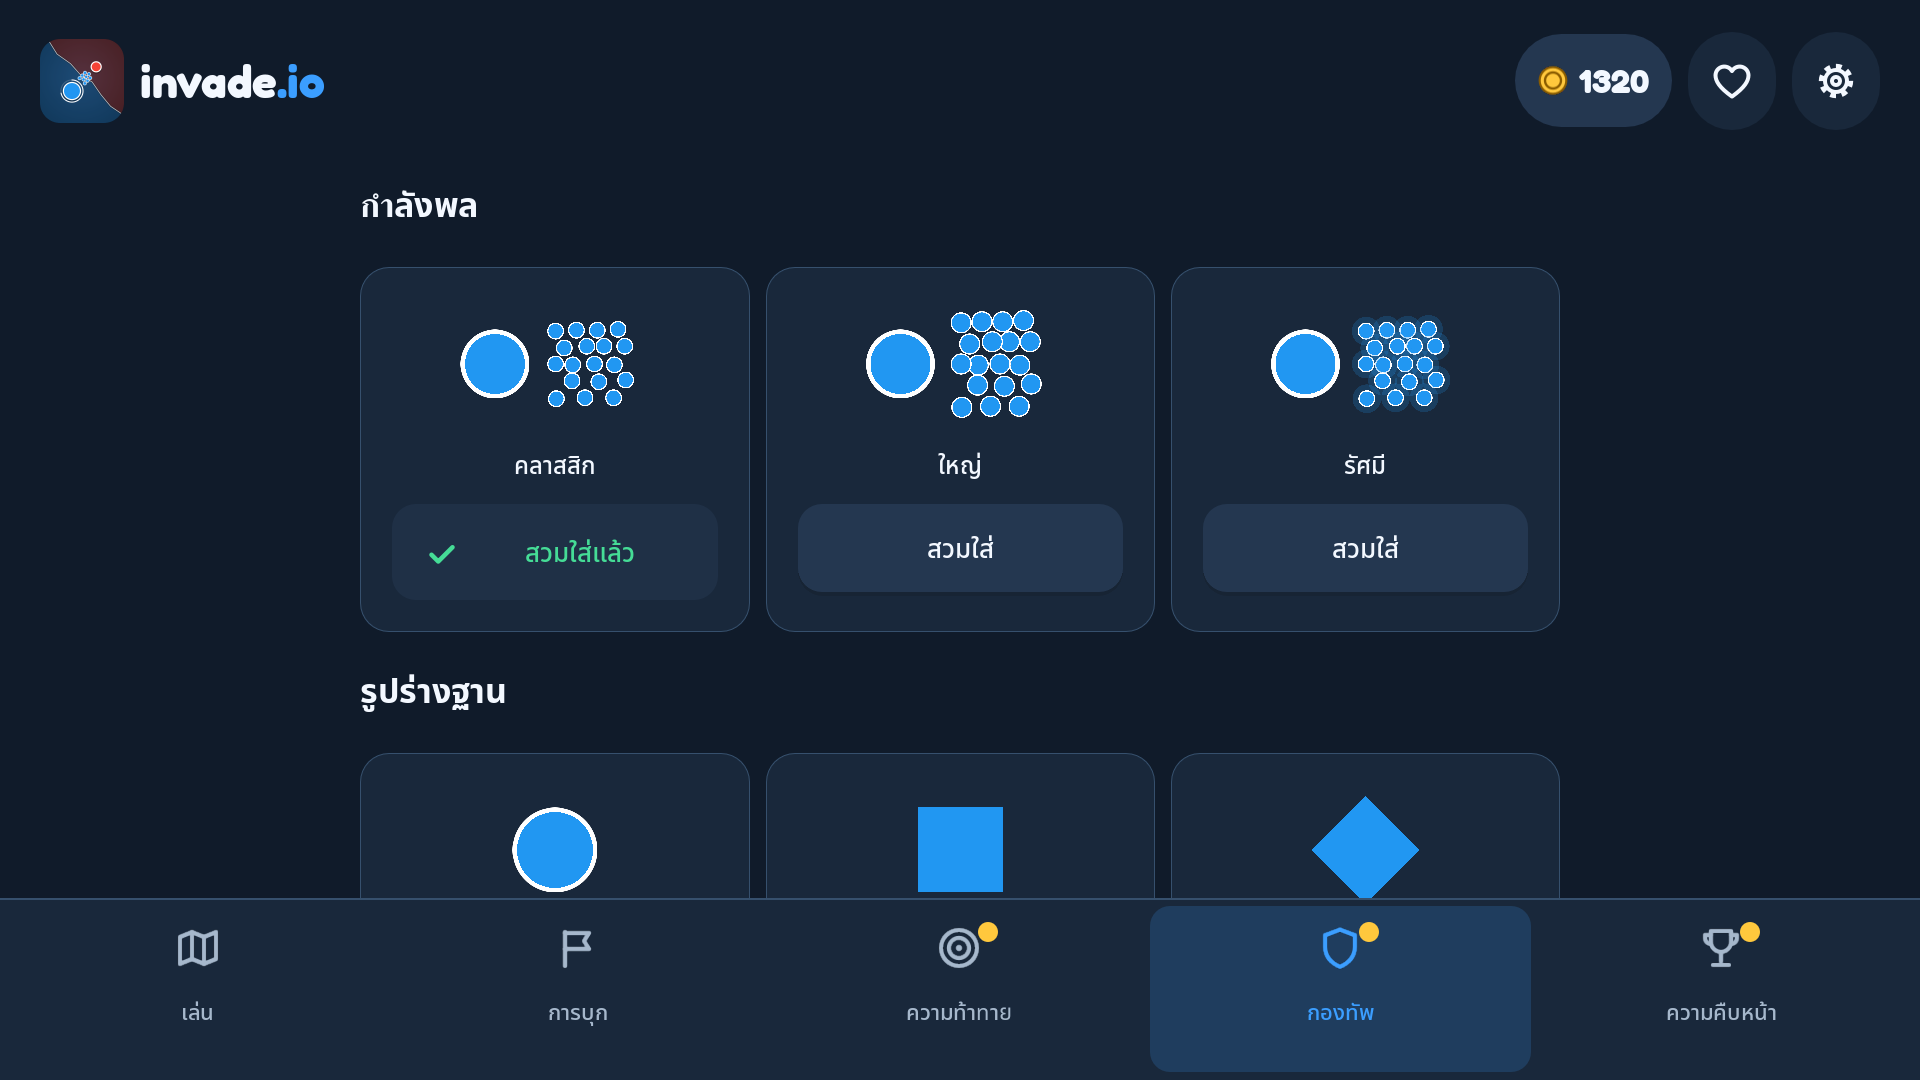 invade.io
1320
กำลังพล
คลาสสิก
ใหญ่
รัศมี
สวมใส่แล้ว
สวมใส่
สวมใส่
รูปร่างฐาน
เล่น
การบุก
ความท้าทาย
กองทัพ
ความคืบหน้า